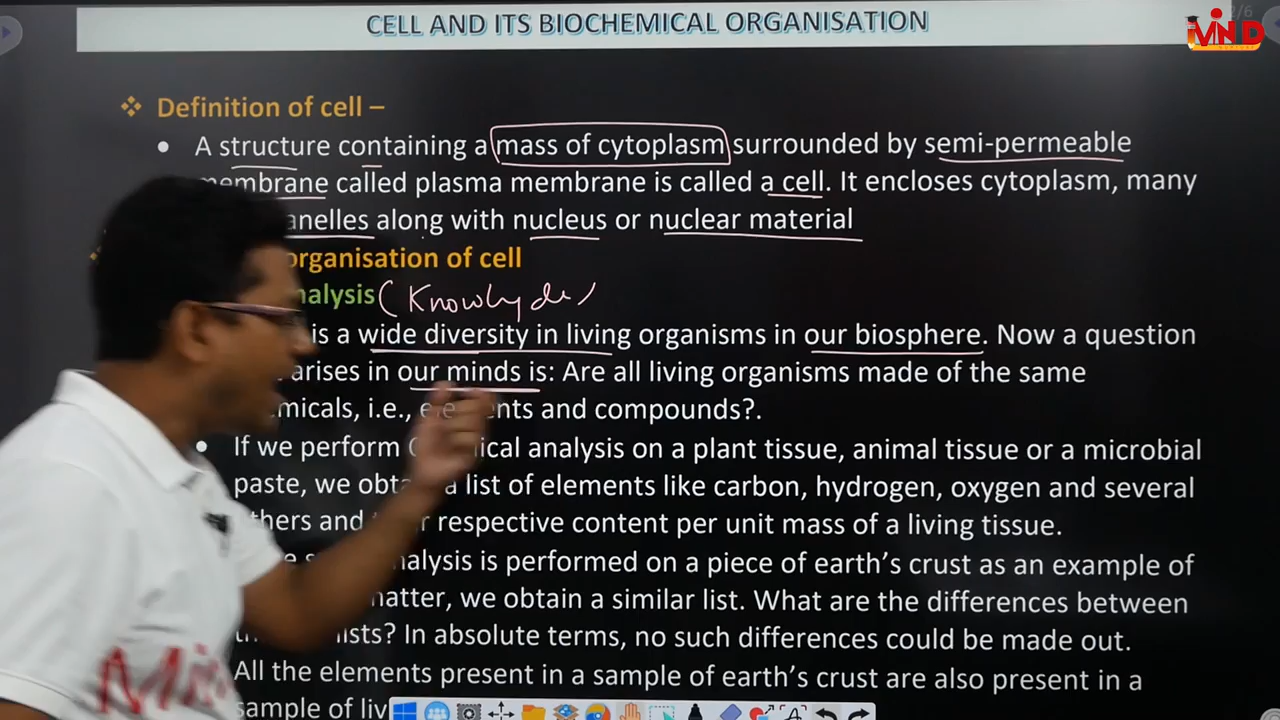 CELL AND ITS BIOCHEMICAL ORGANISATION
Definition of cell –
A structure containing a mass of cytoplasm surrounded by semi-permeable
membrane called plasma membrane is called a cell. It encloses cytoplasm, many
anelles along with nucleus or nuclear material
organisation of cell
nalysis
is a wide diversity in living organisms in our biosphere. Now a question
arises in our minds is: Are all living organisms made of the same
micals, i.e., and compounds?.
If we perform ical analysis on a plant tissue, animal tissue or a microbial
paste, we a list of elements like carbon, hydrogen, oxygen and several
thers and respective content per unit mass of a living tissue.
nalysis is performed on a piece of earth's crust as an example of
matter, we obtain a similar list. What are the differences between
ists? In absolute terms, no such differences could be made out.
All the elements present in a sample of earth's crust are also present in a
sample of liv